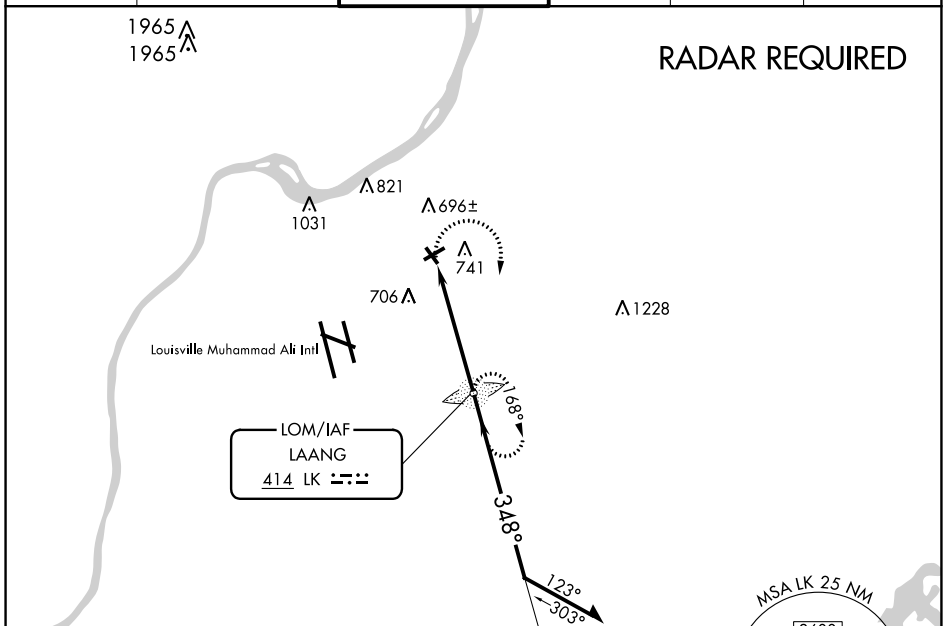 1965
1965
RADAR REQUIRED
821
696±
1031
741
706
1228
Louisville Muhammad Ali Intl
168°
LOM/IAF
LAANG
414 LK
348°
123°
303°
MSA LK 25 NM